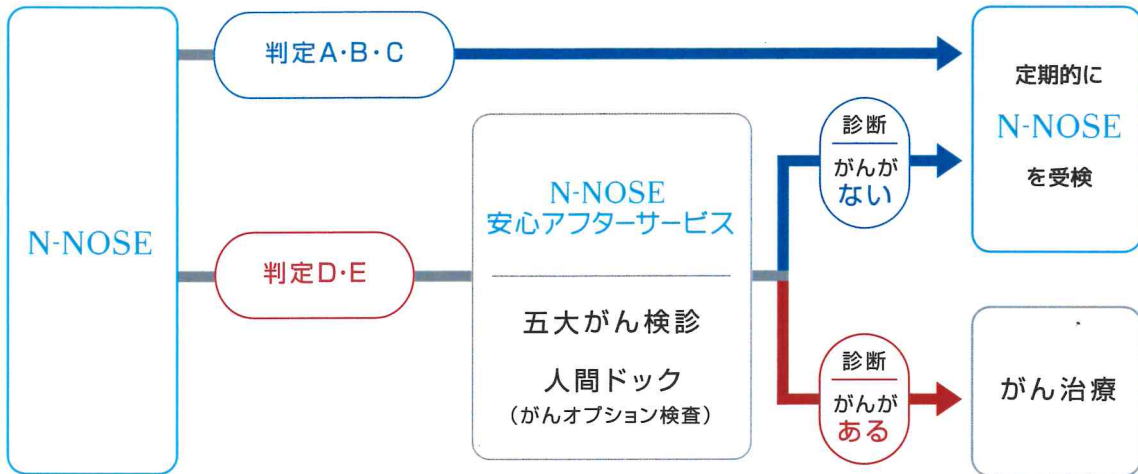 N-NOSE
判定A・B・C
判定D・E
N-NOSE
安心アフターサービス
五大がん検診
人間ドック
（がんオプション検査）
診断
がんが
ない
診断
がんが
ある
定期的に
N-NOSE
を受検
がん治療